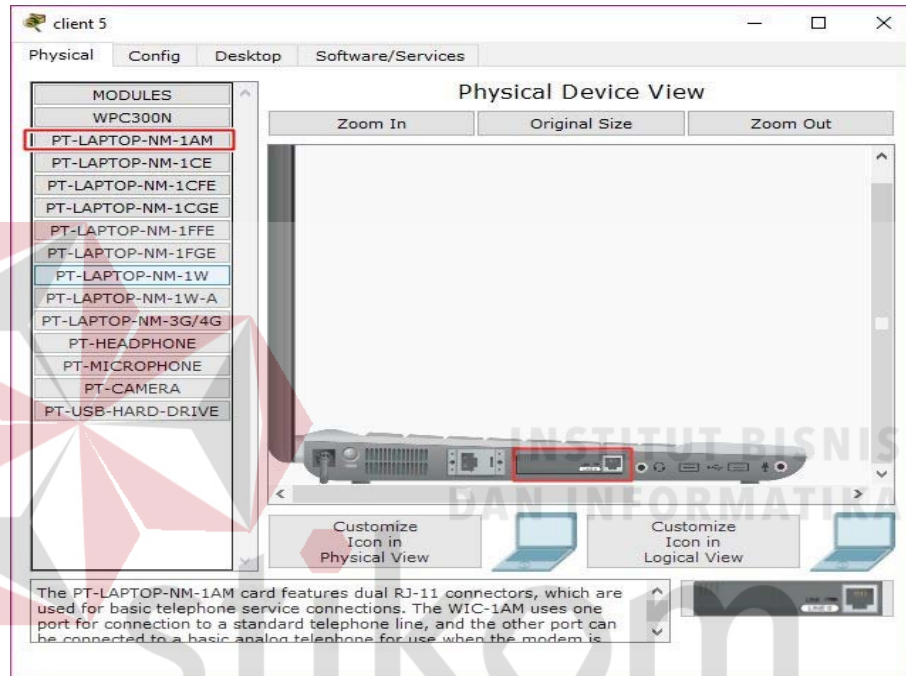 client 5
Physical Config Desktop Software/Services
MODULES
WPC300N
PT-LAPTOP-NM-1AM
PT-LAPTOP-NM-1CE
PT-LAPTOP-NM-1CFE
PT-LAPTOP-NM-1CGE
PT-LAPTOP-NM-1FFE
PT-LAPTOP-NM-1FGE
PT-LAPTOP-NM-1W
PT-LAPTOP-NM-1W-A
PT-LAPTOP-NM-3G/4G
PT-HEADPHONE
PT-MICROPHONE
PT-CAMERA
PT-USB-HARD-DRIVE
Physical Device View
Zoom In Original Size Zoom Out
INSTITUT BISNIS
DAN INFORMATIKA
Customize
Icon in
Physical View
Customize
Icon in
Logical View
The PT-LAPTOP-NM-1AM card features dual RJ-11 connectors, which are
used for basic telephone service connections. The WIC-1AM uses one
port for connection to a standard telephone line, and the other port can
be connected to a basic analog telephone for use when the modem is
stikom